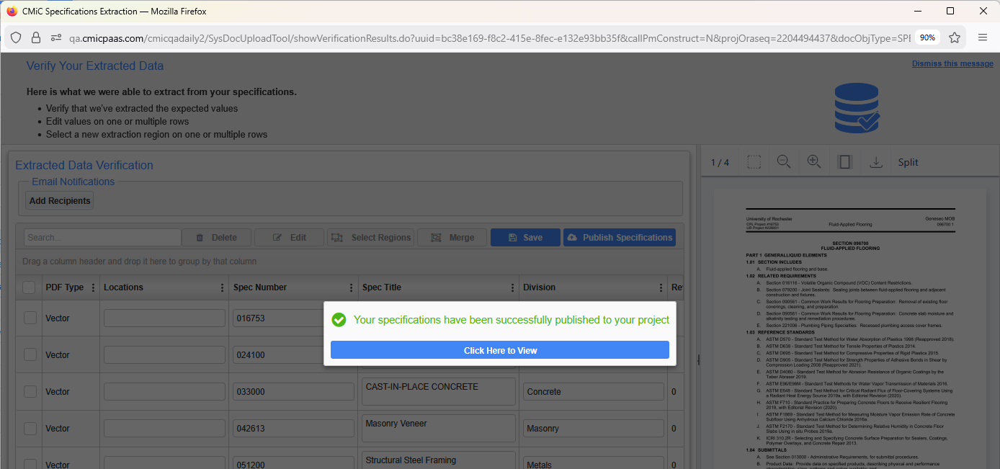 CMiC Specifications Extraction — Mozilla Firefox
qa.cmicpaas.com/cmicqadaily2/SysDocUploadTool/showVerificationResults.do?uuid=bc38e169-f8c2-415e-8fec-e132e93bb35f&callPmConstruct=N&projOraseq=2204494437&docObjType=SPE
90%
Verify Your Extracted Data
Dismiss this message
Here is what we were able to extract from your specifications.
• Verify that we've extracted the expected values
• Edit values on one or multiple rows
• Select a new extraction region on one or multiple rows
Extracted Data Verification
Email Notifications
Add Recipients
Search...
Delete
Edit
Select Regions
Merge
Save
Publish Specifications
Drag a column header and drop it here to group by that column
PDF Type
Locations
Spec Number
Spec Title
Division
Re
Vector
016753
Vector
024100
Vector
033000
CAST-IN-PLACE CONCRETE
Concrete
0
Vector
042613
Masonry Veneer
Masonry
0
Vector
051200
Structural Steel Framing
Metals
0
Your specifications have been successfully published to your project
Click Here to View
1 / 4
Split
University of Rochester
Geneseo MOB
CPL Project #16753
Fluid-Applied Flooring
096700 1
SECTION 096700
FLUID-APPLIED FLOORING
PART 1 GENERALLIQUID ELEMENTS
1.01 SECTION INCLUDES
A. Fluid-applied flooring and base.
1.02 RELATED REQUIREMENTS
A. Section 016116 - Volatile Organic Compound (VOC) Content Restrictions.
B. Section 079200 - Joint Sealants: Sealing joints between fluid-applied flooring and adjacent
construction and fixtures.
C. Section 090561 - Common Work Results for Flooring Preparation: Removal of existing floor
coverings, cleaning, and preparation.
D. Section 090561 - Common Work Results for Flooring Preparation: Concrete slab moisture and
alkalinity testing and remediation procedures.
E. Section 221006 - Plumbing Piping Specialties: Recessed plumbing access cover frames.
1.03 REFERENCE STANDARDS
A. ASTM D570 - Standard Test Method for Water Absorption of Plastics 1998 (Reapproved 2018).
B. ASTM D638 - Standard Test Method for Tensile Properties of Plastics 2014.
C. ASTM D695 - Standard Test Method for Compressive Properties of Rigid Plastics 2015.
D. ASTM D905 - Standard Test Method for Strength Properties of Adhesive Bonds in Shear by
Compression Loading 2008 (Reapproved 2021).
E. ASTM D4060 - Standard Test Method for Abrasion Resistance of Organic Coatings by the
Taber Abraser 2019.
F. ASTM E96/E96M - Standard Test Methods for Water Vapor Transmission of Materials 2016.
G. ASTM E648 - Standard Test Method for Critical Radiant Flux of Floor-Covering Systems Using
a Radiant Heat Energy Source 2019a, with Editorial Revision (2020).
H. ASTM F710 - Standard Practice for Preparing Concrete Floors to Receive Resilient Flooring
2019, with Editorial Revision (2020).
I. ASTM F1869 - Standard Test Method for Measuring Moisture Vapor Emission Rate of Concrete
Subfloor Using Anhydrous Calcium Chloride 2016a.
J. ASTM F2170 - Standard Test Method for Determining Relative Humidity in Concrete Floor
Slabs Using in situ Probes 2019a.
K. ICRI 310.2R - Selecting and Specifying Concrete Surface Preparation for Sealers, Coatings,
Polymer Overlays, and Concrete Repair 2013.
1.04 SUBMITTALS
A. See Section 013000 - Administrative Requirements, for submittal procedures.
B. Product Data: Provide data on specified products, describing physical and performance